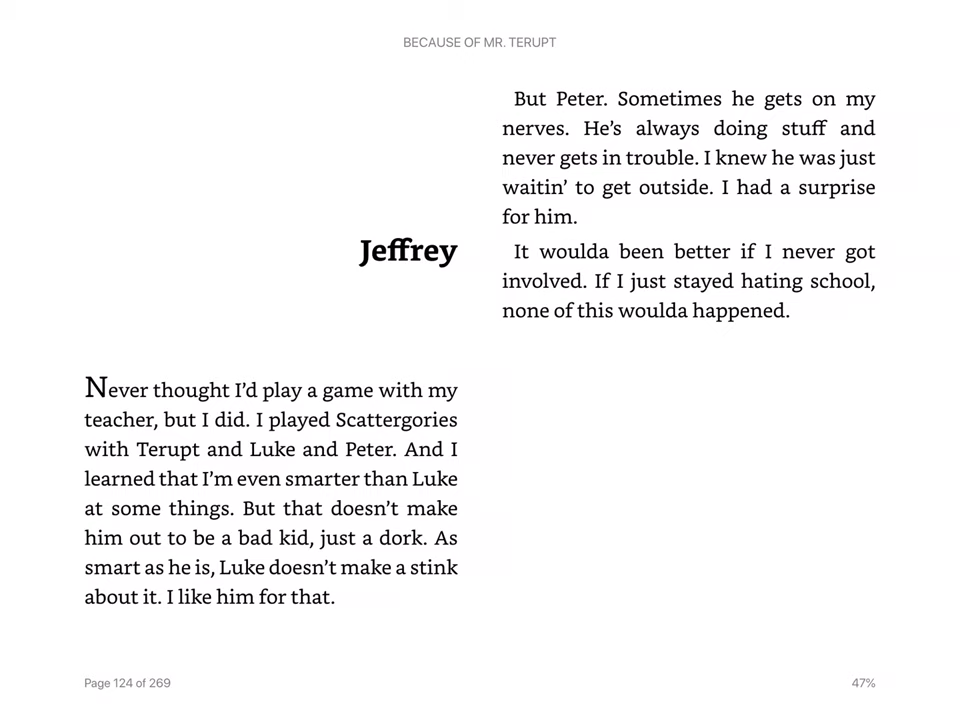 BECAUSE OF MR. TERUPT
Jeffrey
Never thought I’d play a game with my
teacher, but I did. I played Scattergories
with Terupt and Luke and Peter. And I
learned that I’m even smarter than Luke
at some things. But that doesn’t make
him out to be a bad kid, just a dork. As
smart as he is, Luke doesn’t make a stink
about it. I like him for that.
But Peter. Sometimes he gets on my
nerves. He’s always doing stuff and
never gets in trouble. I knew he was just
waitin’ to get outside. I had a surprise
for him.
It woulda been better if I never got
involved. If I just stayed hating school,
none of this woulda happened.
Page 124 of 269
47%